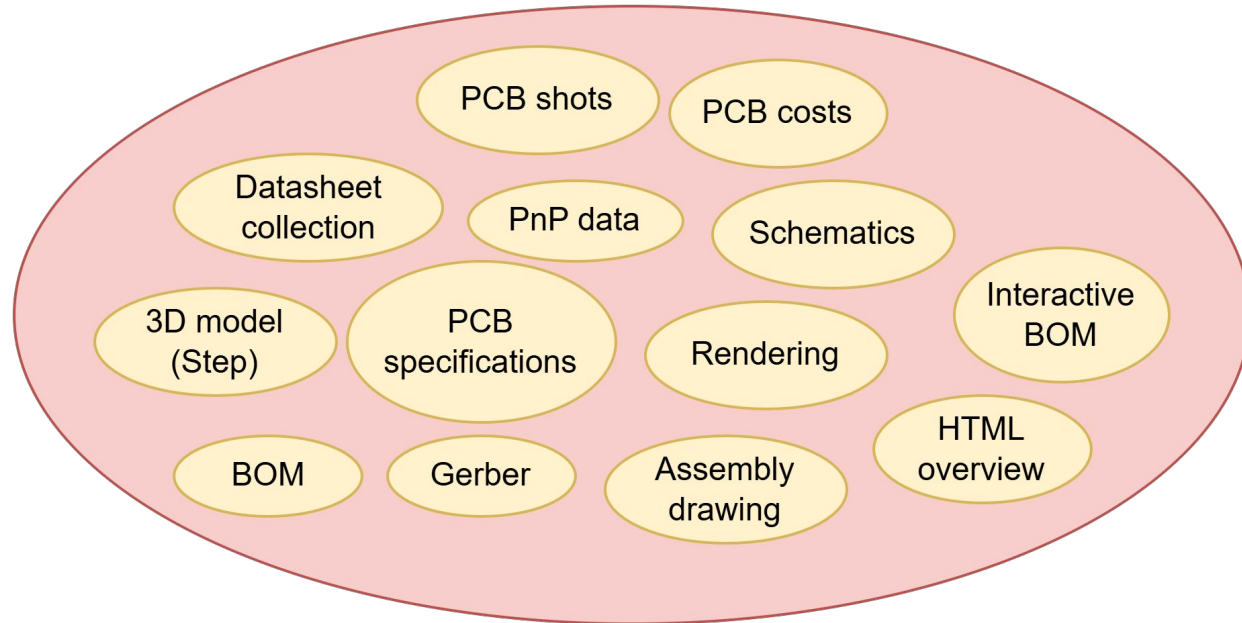 PCB shots
PCB costs
Datasheet
collection
PnP data
Schematics
Interactive
BOM
3D model
(Step)
PCB
specifications
Rendering
HTML
overview
BOM
Gerber
Assembly
drawing